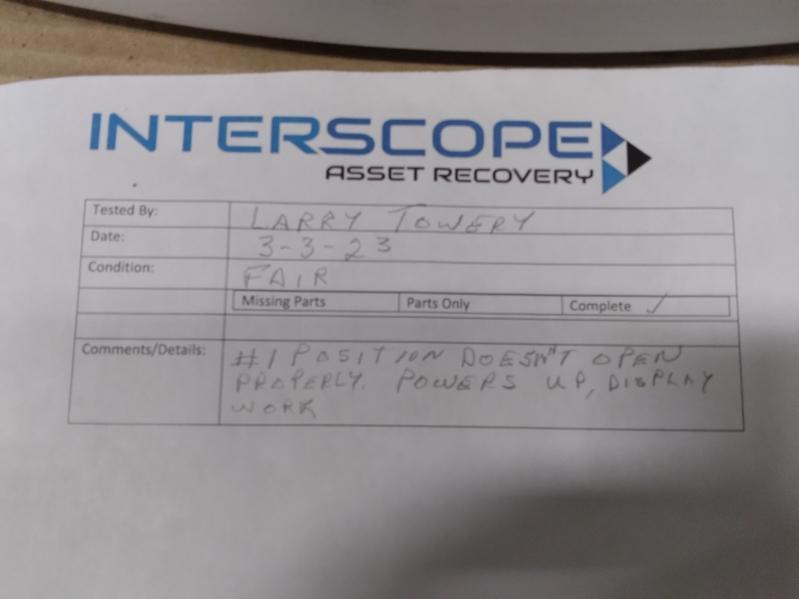 INTERSCOPE
ASSET RECOVERY
Tested By: LARRY TOWERY
Date: 3-3-23
Condition: FAIR
Missing Parts Parts Only Complete ✓
Comments/Details: #1 POSITION DOESN'T OPEN
PROPERLY. POWERS UP, DISPLAY
WORK